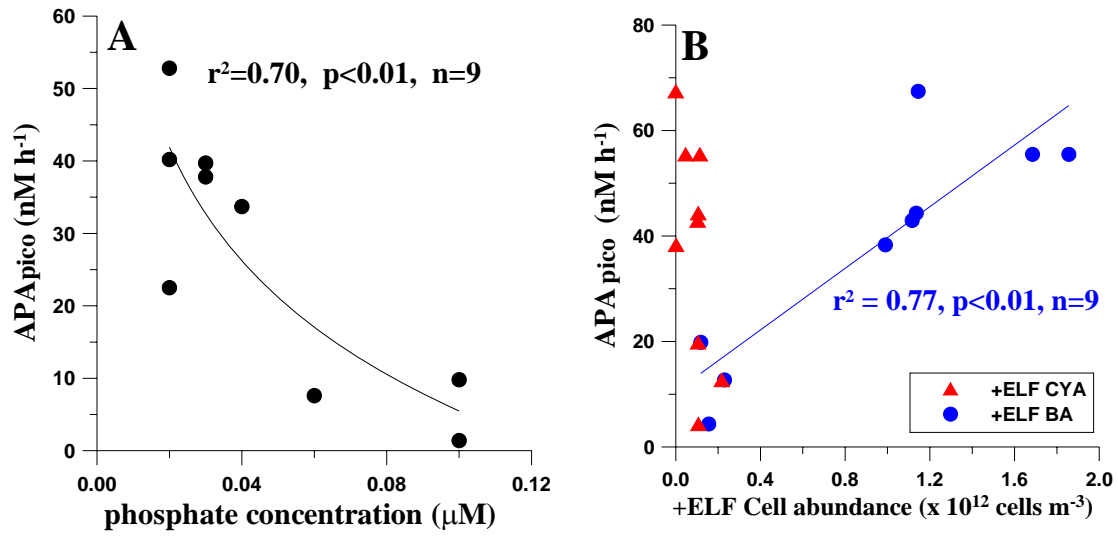 A
r²=0.70, p<0.01, n=9
APApico (nM h⁻¹)
60
50
40
30
20
10
0
0.00 0.04 0.08 0.12
phosphate concentration (μM)
B
APApico (nM h⁻¹)
80
60
40
20
0
r² = 0.77, p<0.01, n=9
+ELF CYA
+ELF BA
0.0 0.4 0.8 1.2 1.6 2.0
+ELF Cell abundance (x 10¹² cells m⁻³)